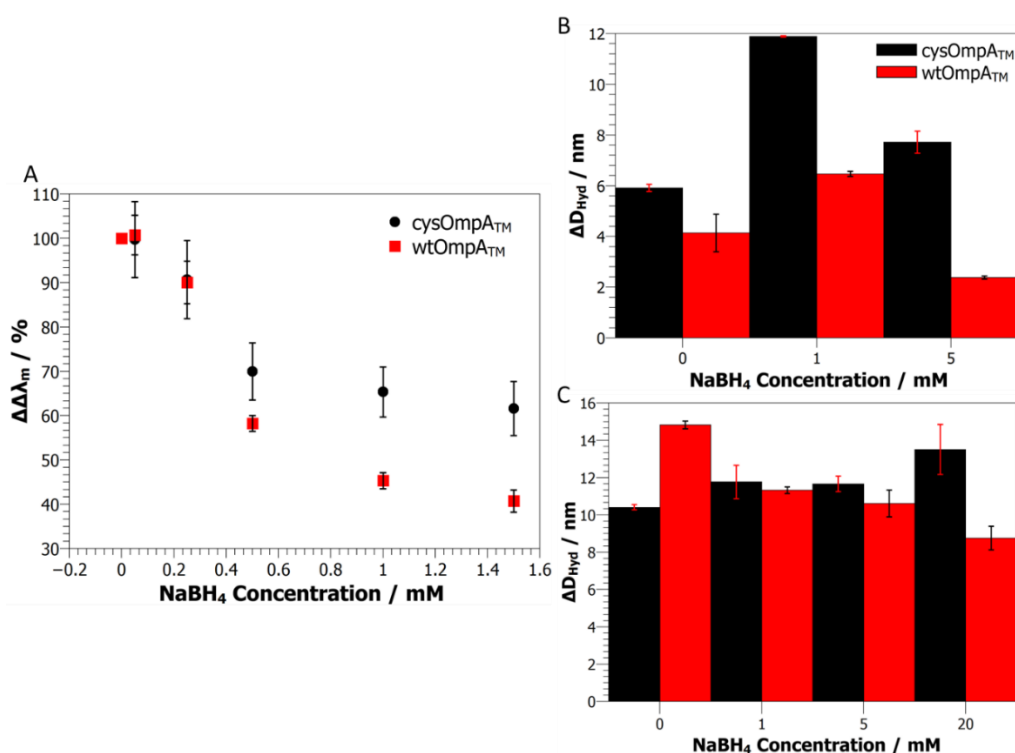 A
ΔΔλm / %
110
100
90
80
70
60
50
40
30
−0.2 0 0.2 0.4 0.6 0.8 1 1.2 1.4 1.6
NaBH4 Concentration / mM
cysOmpATM
wtOmpATM
B
ΔDHyd / nm
12
10
8
6
4
2
0
0 1 5
NaBH4 Concentration / mM
cysOmpATM
wtOmpATM
C
ΔDHyd / nm
16
14
12
10
8
6
4
2
0
0 1 5 20
NaBH4 Concentration / mM